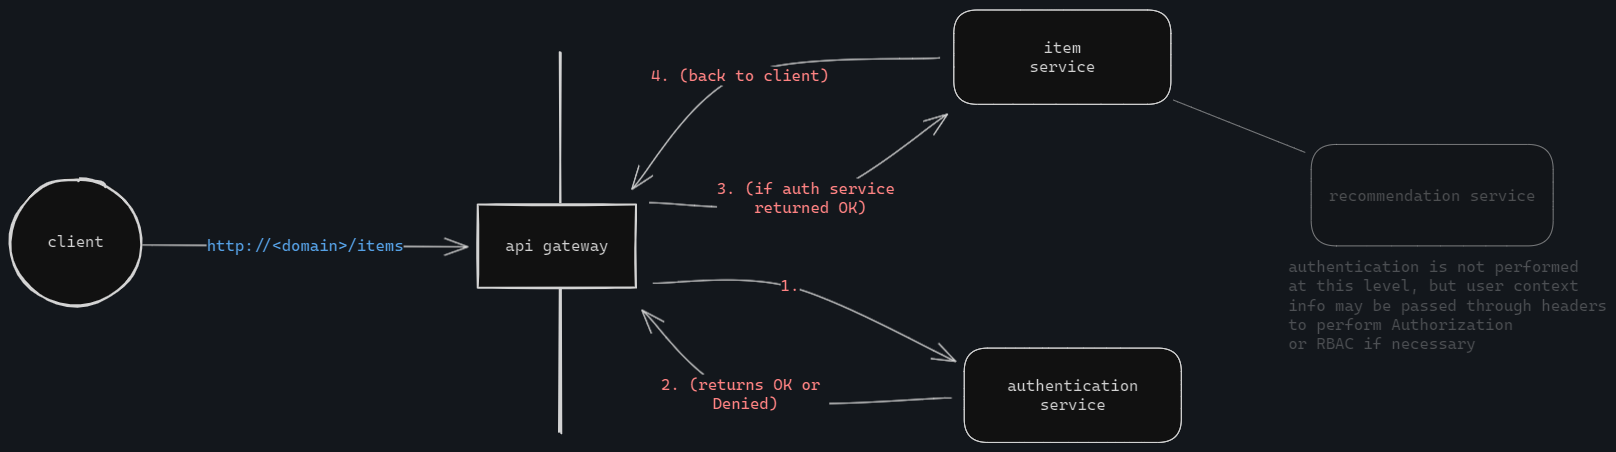 item
service
4. (back to client)
3. (if auth service
returned OK)
recommendation service
client
http://<domain>/items
api gateway
authentication is not performed
at this level, but user context
info may be passed through headers
to perform Authorization
or RBAC if necessary
1.
2. (returns OK or
Denied)
authentication
service